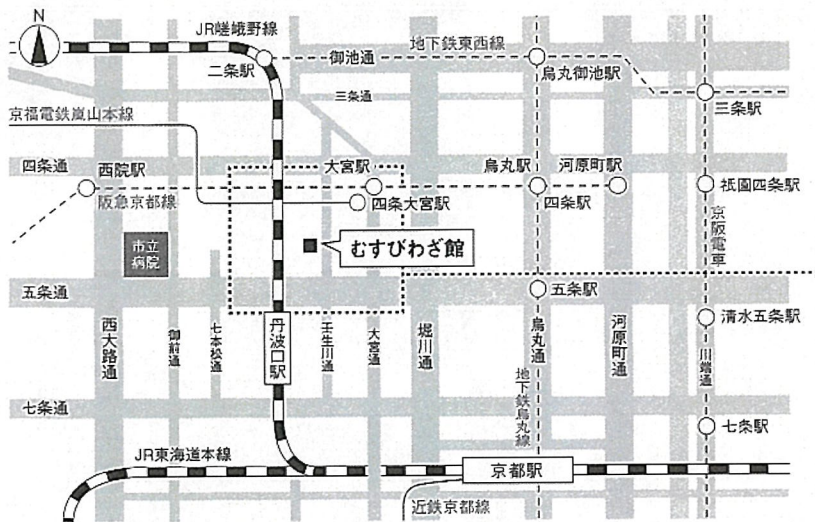 N
JR嵯峨野線
二条駅
御池通
地下鉄東西線
烏丸御池駅
三条通
三条駅
京福電鉄嵐山本線
四条通
西院駅
大宮駅
烏丸駅
河原町駅
阪急京都線
四条大宮駅
四条駅
祇園四条駅
市立
病院
むすびわざ館
京阪電車
五条通
五条駅
清水五条駅
西大路通
御前通
七本松通
丹波口駅
壬生川通
大宮通
堀川通
烏丸通
河原町通
川端通
地下鉄烏丸線
七条通
七条駅
JR東海道本線
京都駅
近鉄京都線